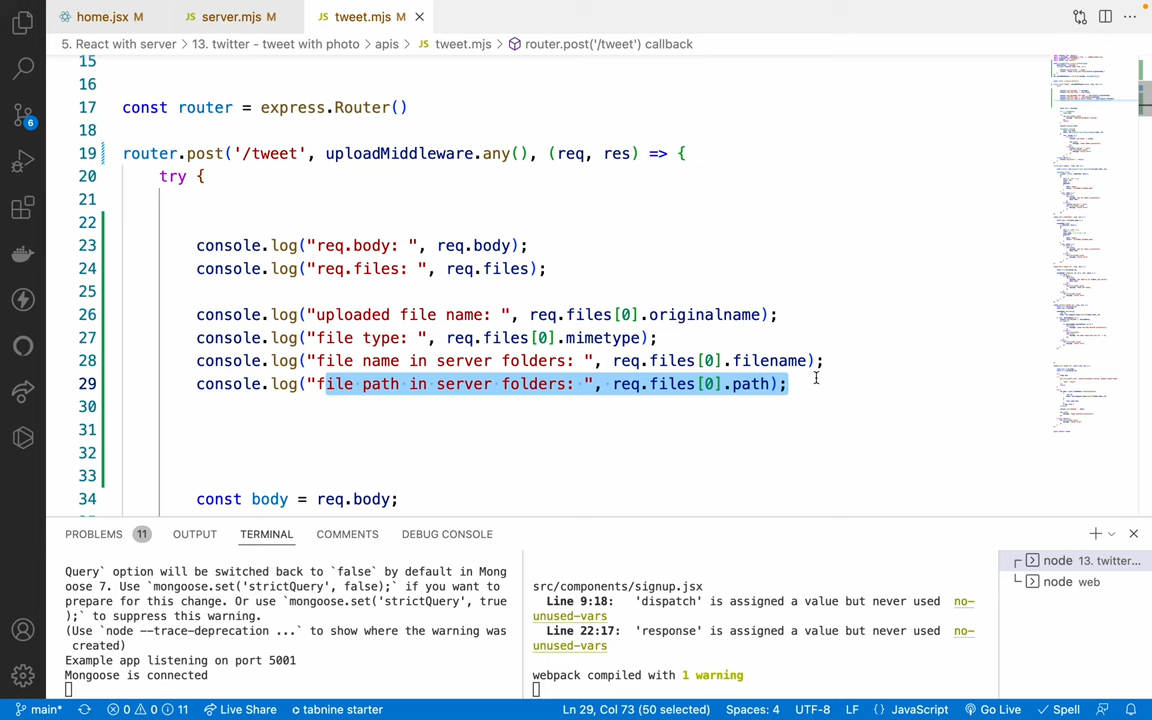 home.jsx M
server.mjs M
tweet.mjs M
5. React with server > 13. twitter - tweet with photo > apis > JS tweet.mjs > router.post('/tweet') callback
15
16
17 const router = express.Router()
18
19 router.post('/tweet', uploadMiddleware.any(), (req, res) => {
20 try {
21
22
23 console.log("req.body: ", req.body);
24 console.log("req.files: ", req.files);
25
26 console.log("uploaded file name: ", req.files[0].originalname);
27 console.log("file type: ", req.files[0].mimetype);
28 console.log("file name in server folders: ", req.files[0].filename);
29 console.log("file path in server folders: ", req.files[0].path);
30
31
32
33
34 const body = req.body;
6
PROBLEMS 11 OUTPUT TERMINAL COMMENTS DEBUG CONSOLE
Query` option will be switched back to `false` by default in Mong
oose 7. Use `mongoose.set('strictQuery', false);` if you want to
prepare for this change. Or use `mongoose.set('strictQuery', true
);` to suppress this warning.
(Use `node --trace-deprecation ...` to show where the warning was
created)
Example app listening on port 5001
Mongoose is connected
src/components/signup.jsx
Line 9:18: 'dispatch' is assigned a value but never used no-
unused-vars
Line 22:17: 'response' is assigned a value but never used no-
unused-vars
webpack compiled with 1 warning
node 13. twitter...
node web
main* 0 0 11 Live Share tabnine starter Ln 29, Col 73 (50 selected) Spaces: 4 UTF-8 LF {} JavaScript Go Live Spell